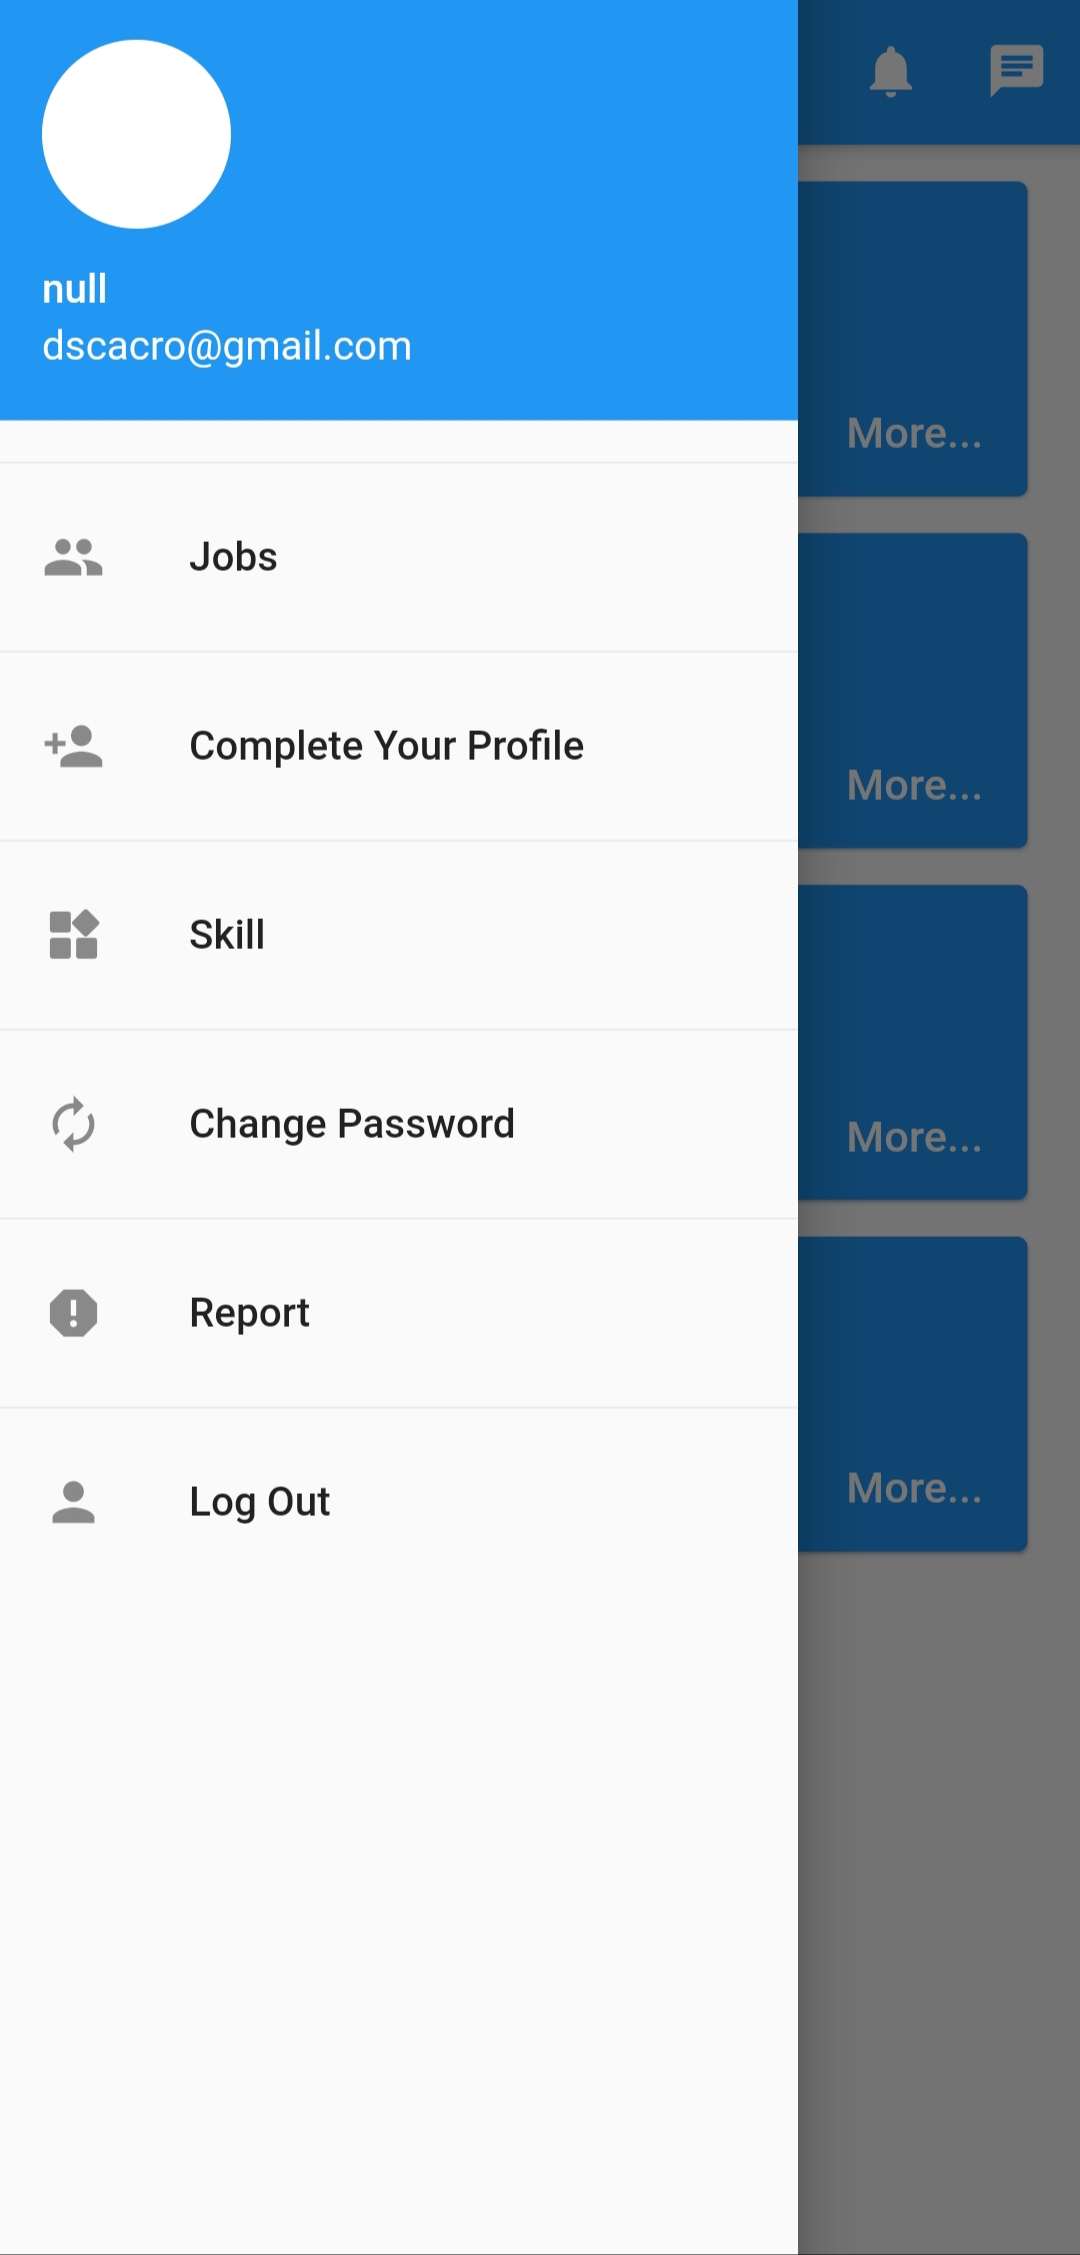 null
dscacro@gmail.com
Jobs
Complete Your Profile
Skill
Change Password
Report
Log Out
More...
More...
More...
More...